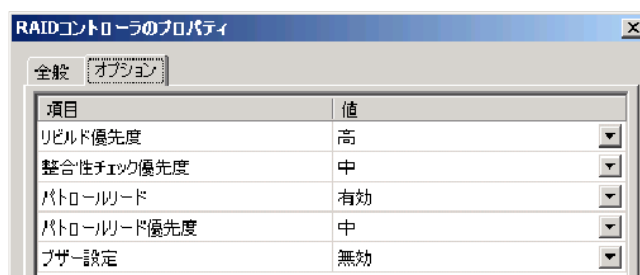 RAIDコントローラのプロパティ
全般 オプション
項目 値
リビルド優先度 高
整合性チェック優先度 中
パトロールリード 有効
パトロールリード優先度 中
ブザー設定 無効